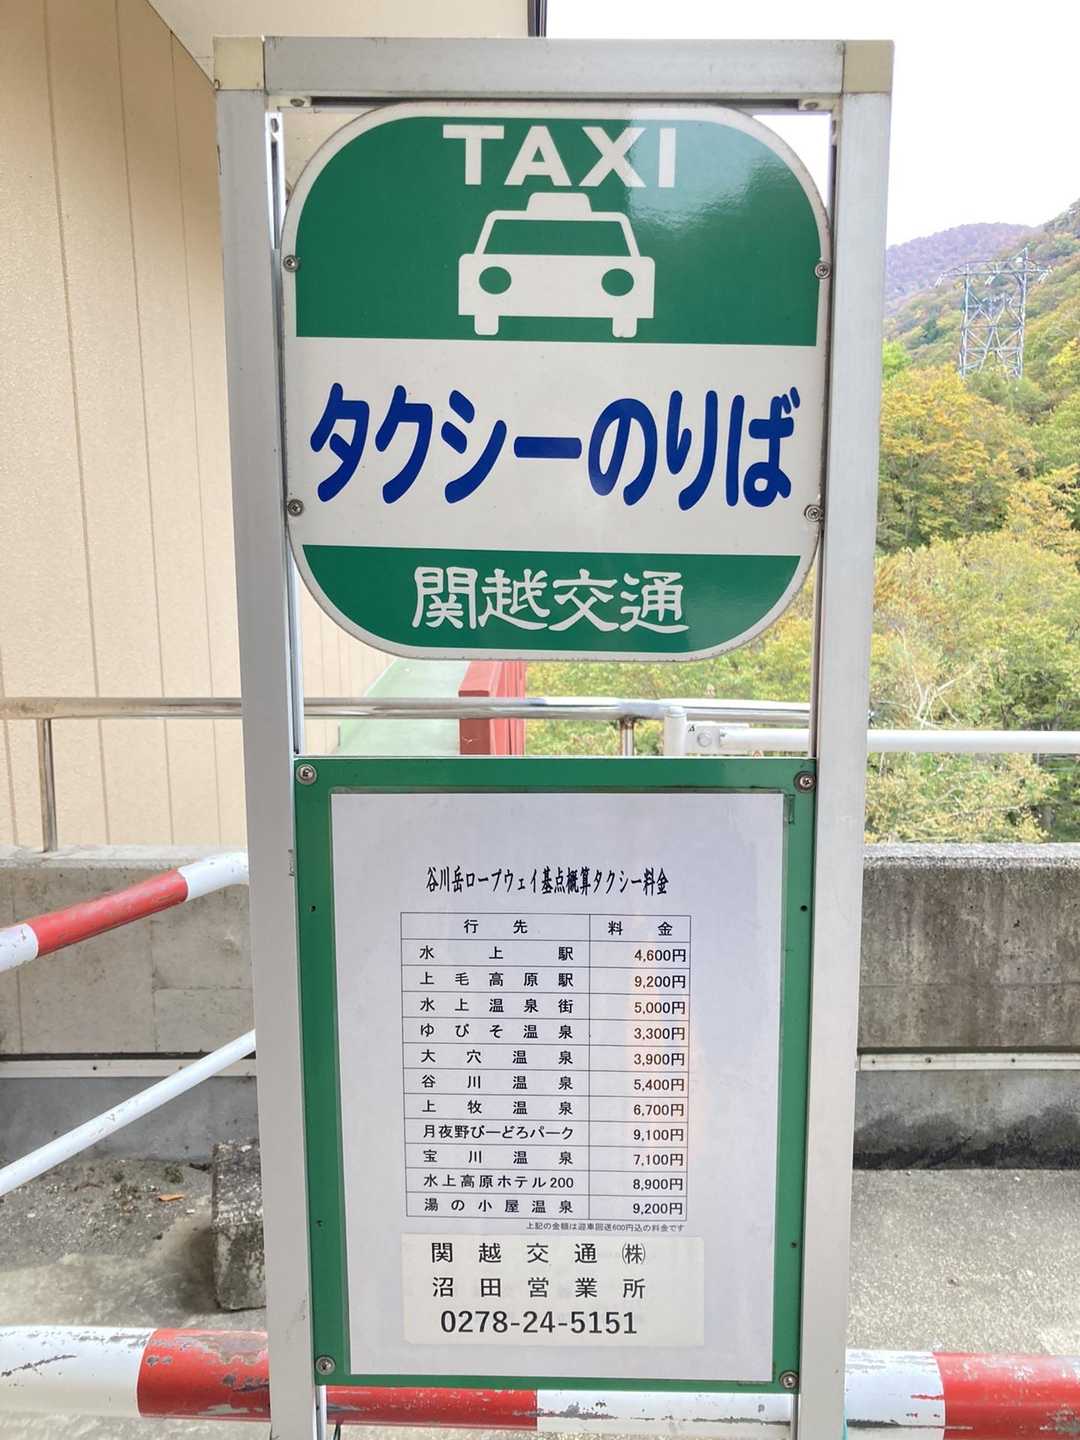 TAXI
タクシーのりば
関越交通
谷川岳ロープウェイ基点概算タクシー料金
行先 料金
水上駅 4,600円
上毛高原駅 9,200円
水上温泉街 5,000円
ゆびそ温泉 3,300円
大穴温泉 3,900円
谷川温泉 5,400円
上牧温泉 6,700円
月夜野びーどろパーク 9,100円
宝川温泉 7,100円
水上高原ホテル200 8,900円
湯の小屋温泉 9,200円
上記の金額は迎車回送600円込の料金です
関越交通㈱
沼田営業所
0278-24-5151